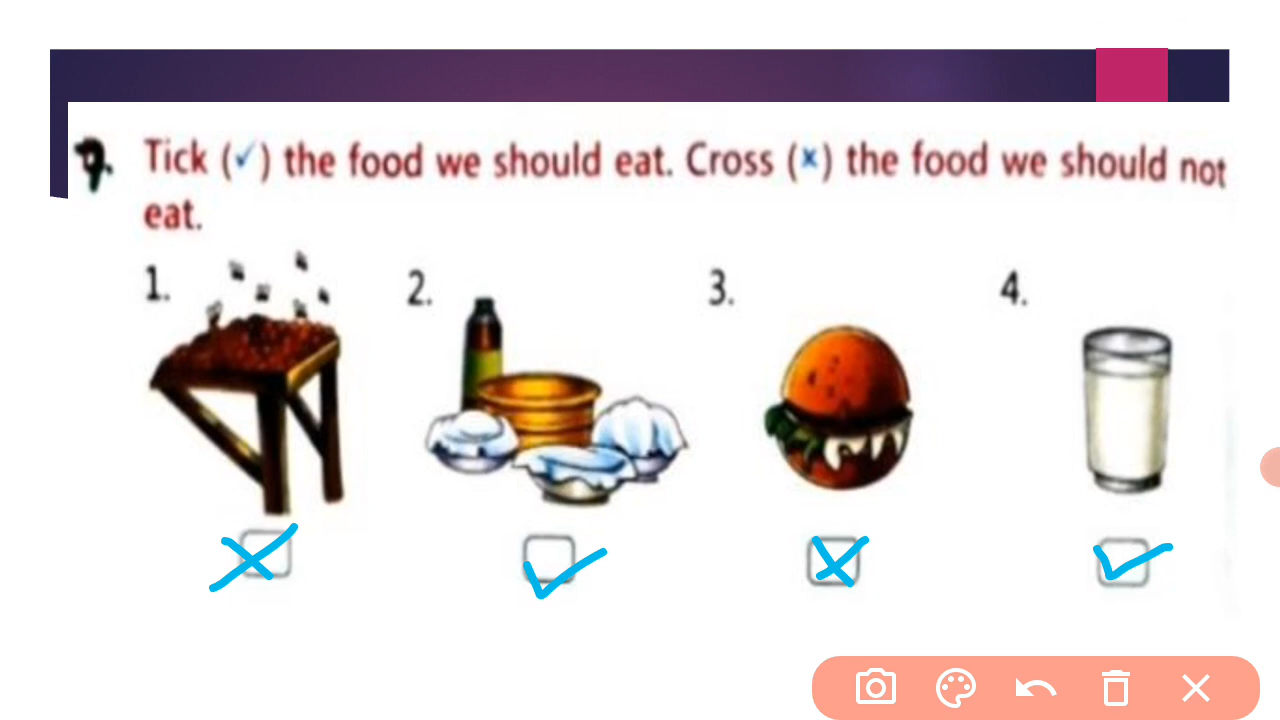 7. Tick (✓) the food we should eat. Cross (×) the food we should not
eat.
1. 2. 3. 4.